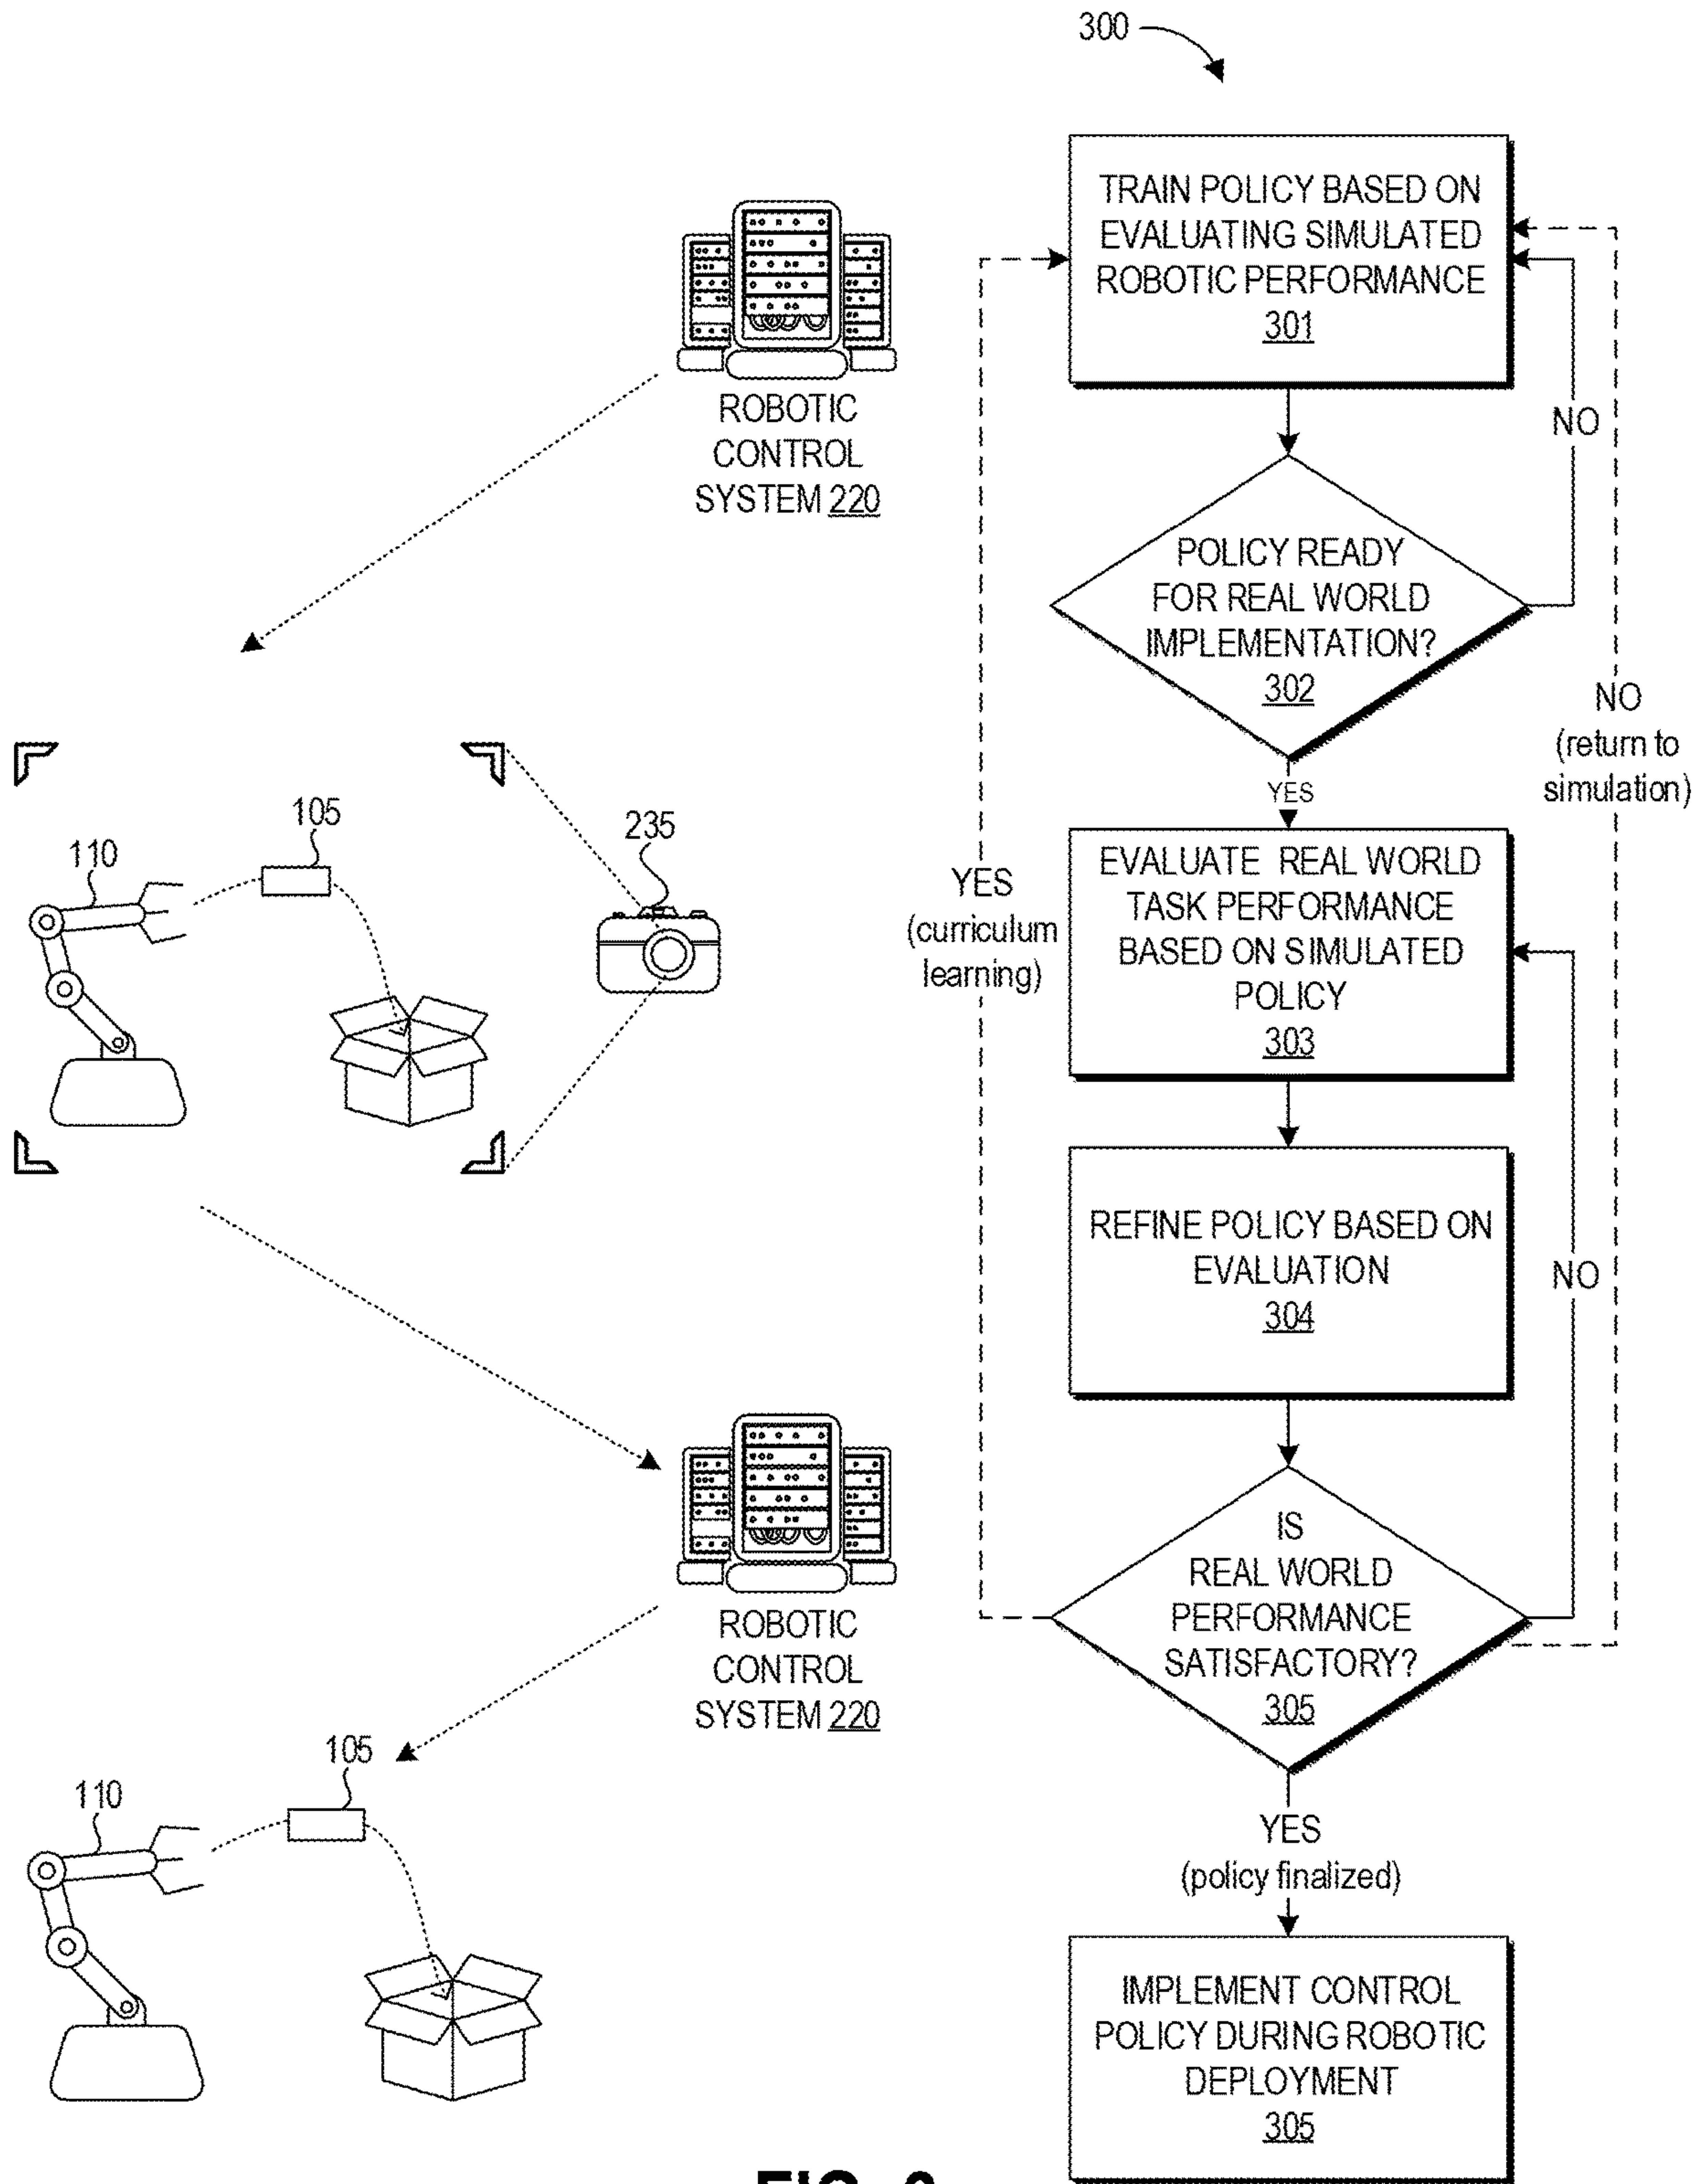 300
TRAIN POLICY BASED ON
EVALUATING SIMULATED
ROBOTIC PERFORMANCE
301
NO
POLICY READY
FOR REAL WORLD
IMPLEMENTATION?
302
NO
(return to
simulation)
YES
EVALUATE REAL WORLD
TASK PERFORMANCE
BASED ON SIMULATED
POLICY
303
YES
(curriculum
learning)
REFINE POLICY BASED ON
EVALUATION
304
NO
IS
REAL WORLD
PERFORMANCE
SATISFACTORY?
305
YES
(policy finalized)
IMPLEMENT CONTROL
POLICY DURING ROBOTIC
DEPLOYMENT
305
ROBOTIC
CONTROL
SYSTEM 220
110
105
235
ROBOTIC
CONTROL
SYSTEM 220
110
105
FIG.